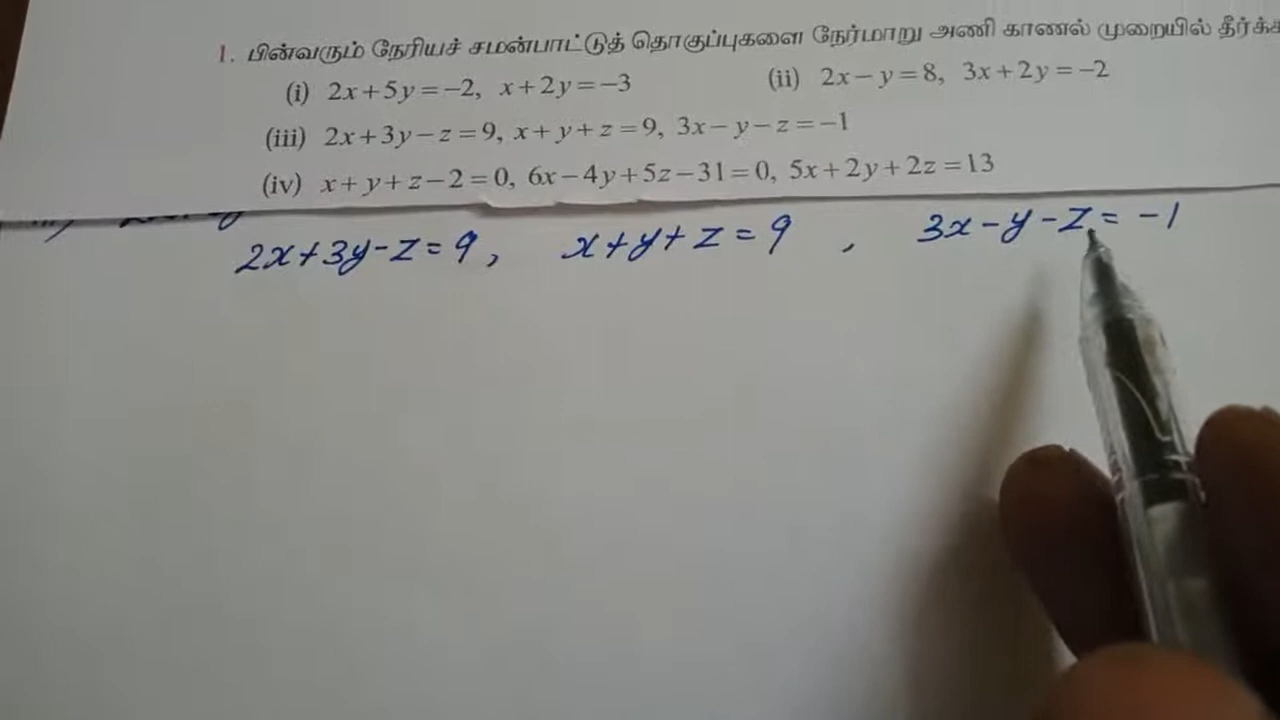 1. பின்வரும் நேரியச் சமன்பாட்டுத் தொகுப்புகளை நேர்மாறு அணி காணல் முறையில்
(i) 2x+5y=−2, x+2y=−3 (ii) 2x−y=8, 3x+2y=−2
(iii) 2x+3y−z=9, x+y+z=9, 3x−y−z=−1
(iv) x+y+z−2=0, 6x−4y+5z−31=0, 5x+2y+2z=13
2x+3y-z=9, x+y+z=9 , 3x-y-z=-1